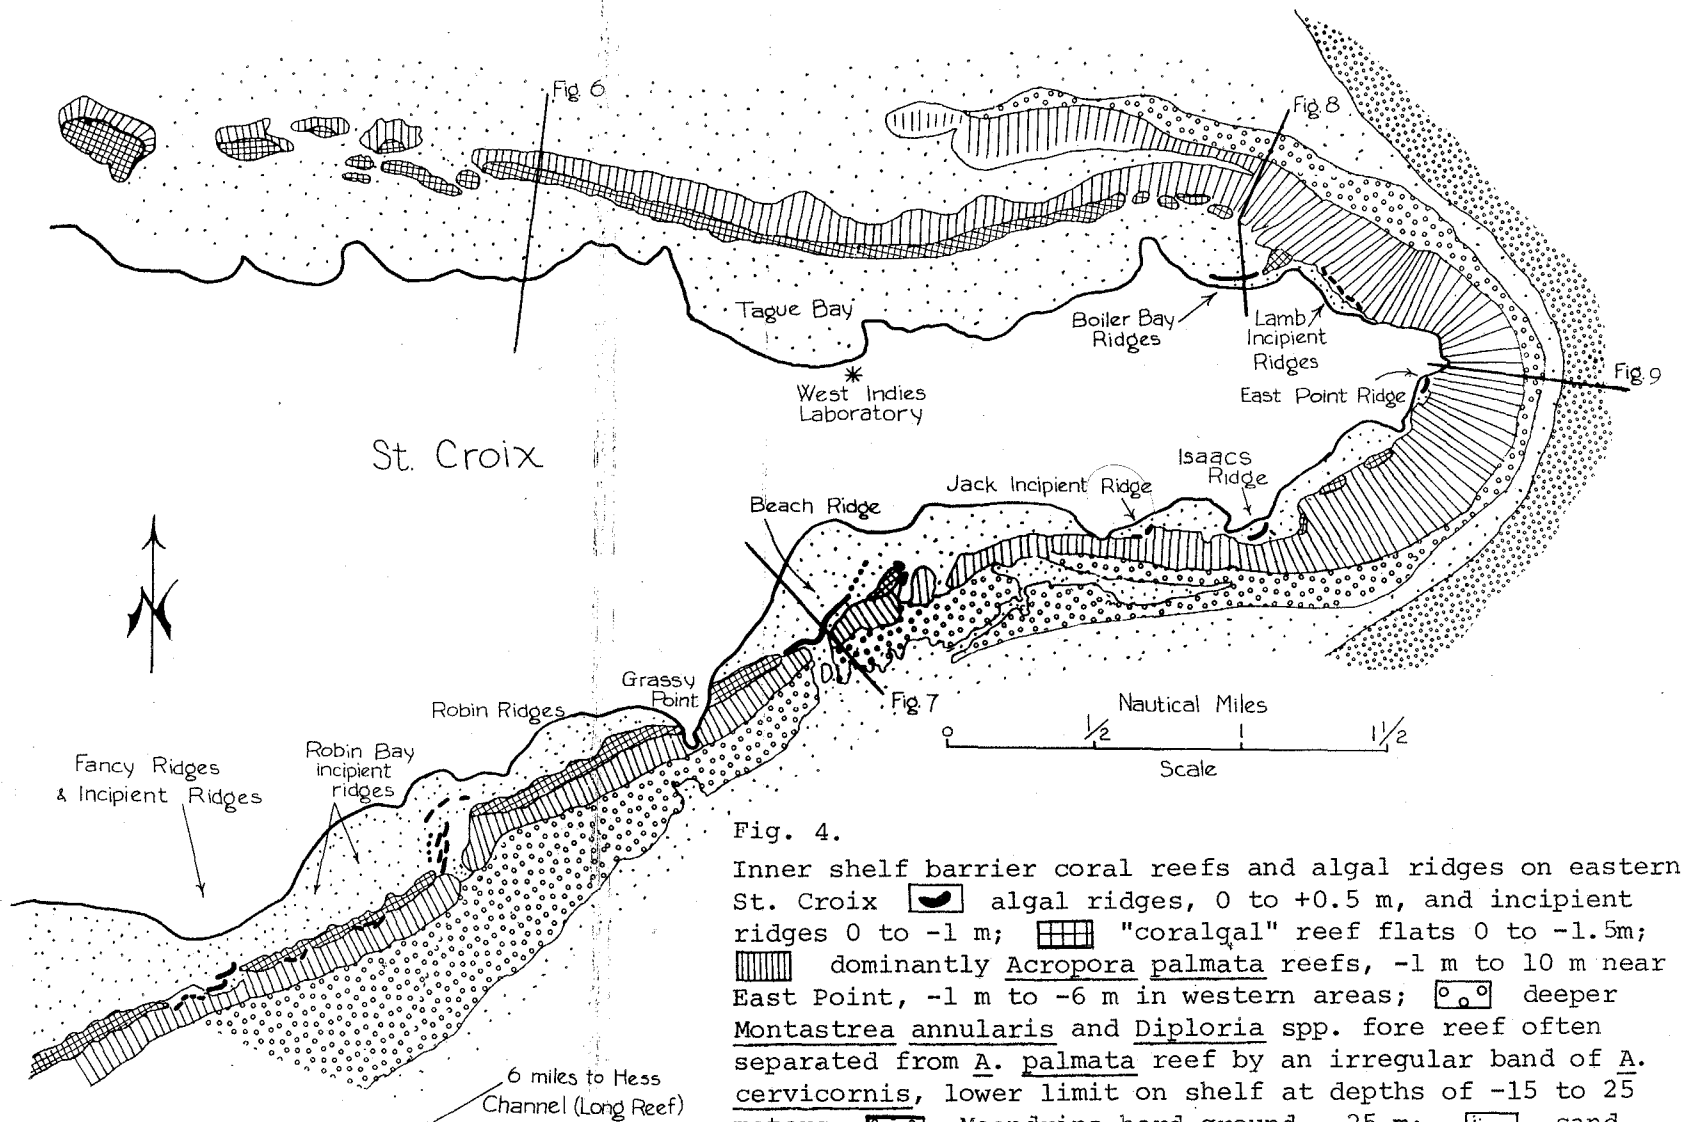 Fig. 6
Fig. 8
Tague Bay
Boiler Bay
Ridges
Lamb
Incipient
Ridges
Fig. 9
East Point Ridge
West Indies
Laboratory
St. Croix
Isaacs
Ridge
Jack Incipient Ridge
Beach Ridge
N
Grassy
Point
Fig. 7
Robin Ridges
Nautical Miles
0 1/2 1 1 1/2
Scale
Robin Bay
incipient
ridges
Fancy Ridges
& Incipient Ridges
6 miles to Hess
Channel (Long Reef)
Fig. 4.
Inner shelf barrier coral reefs and algal ridges on eastern
St. Croix algal ridges, 0 to +0.5 m, and incipient
ridges 0 to -1 m; "coralgal" reef flats 0 to -1.5m;
dominantly Acropora palmata reefs, -1 m to 10 m near
East Point, -1 m to -6 m in western areas; deeper
Montastrea annularis and Diploria spp. fore reef often
separated from A. palmata reef by an irregular band of A.
cervicornis, lower limit on shelf at depths of -15 to 25